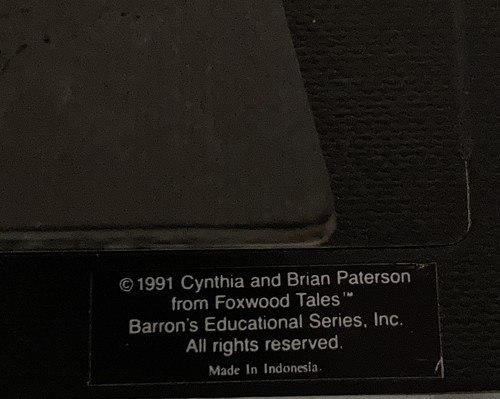 © 1991 Cynthia and Brian Paterson
from Foxwood Tales™
Barron's Educational Series, Inc.
All rights reserved.
Made In Indonesia.